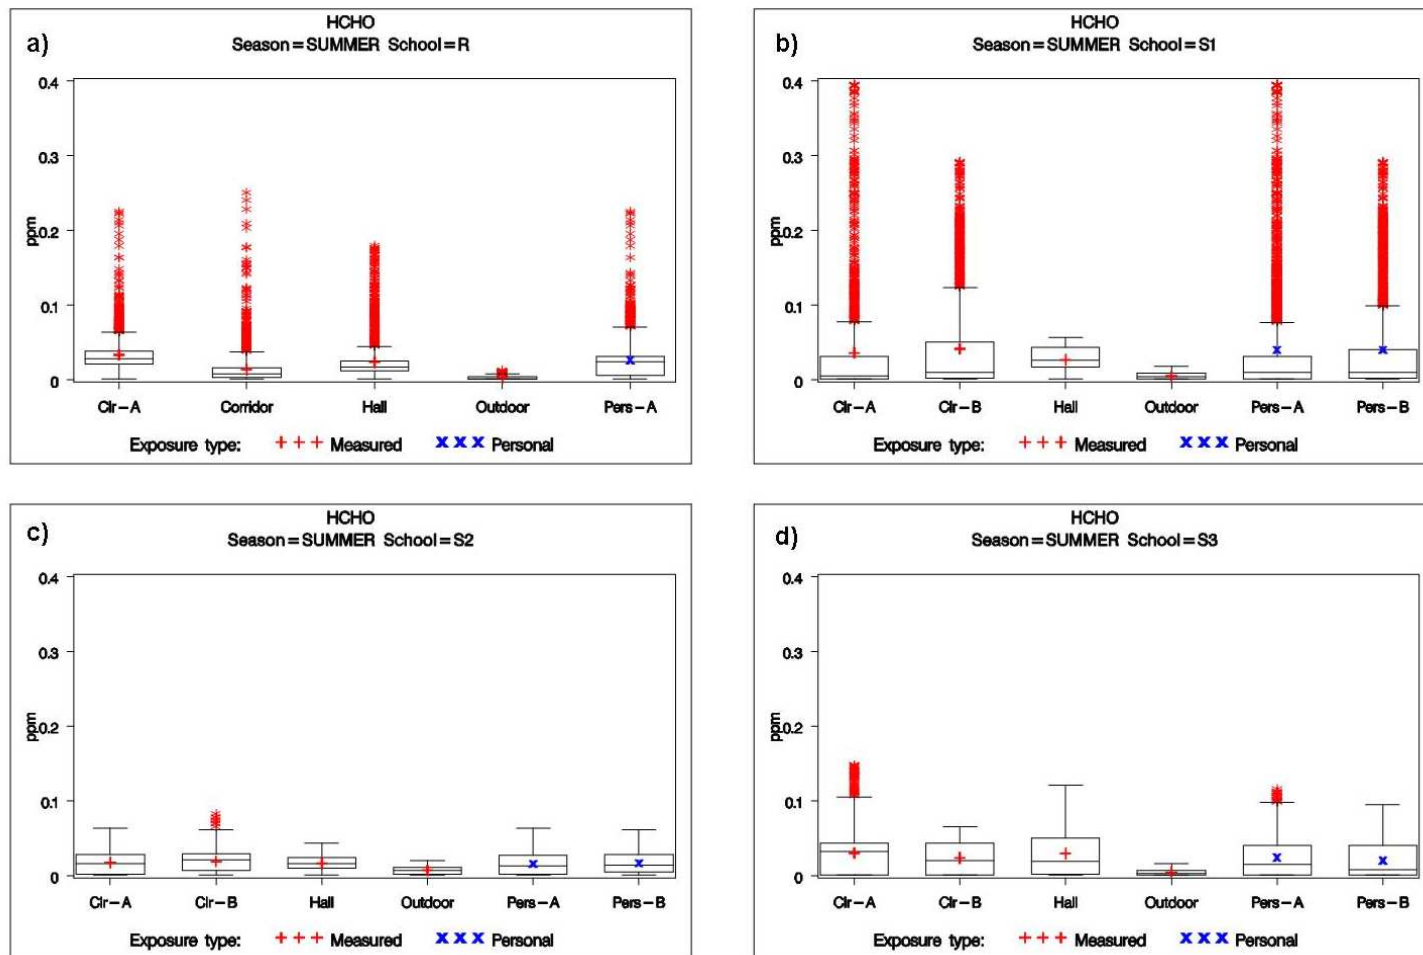 a)
HCHO
Season=SUMMER School=R
0.4
0.3
0.2
0.1
0
ppm
Clr-A Corridor Hall Outdoor Pers-A
Exposure type: +++ Measured ××× Personal
b)
HCHO
Season=SUMMER School=S1
0.4
0.3
0.2
0.1
0
ppm
Clr-A Clr-B Hall Outdoor Pers-A Pers-B
Exposure type: +++ Measured ××× Personal
c)
HCHO
Season=SUMMER School=S2
0.4
0.3
0.2
0.1
0
ppm
Clr-A Clr-B Hall Outdoor Pers-A Pers-B
Exposure type: +++ Measured ××× Personal
d)
HCHO
Season=SUMMER School=S3
0.4
0.3
0.2
0.1
0
ppm
Clr-A Clr-B Hall Outdoor Pers-A Pers-B
Exposure type: +++ Measured ××× Personal